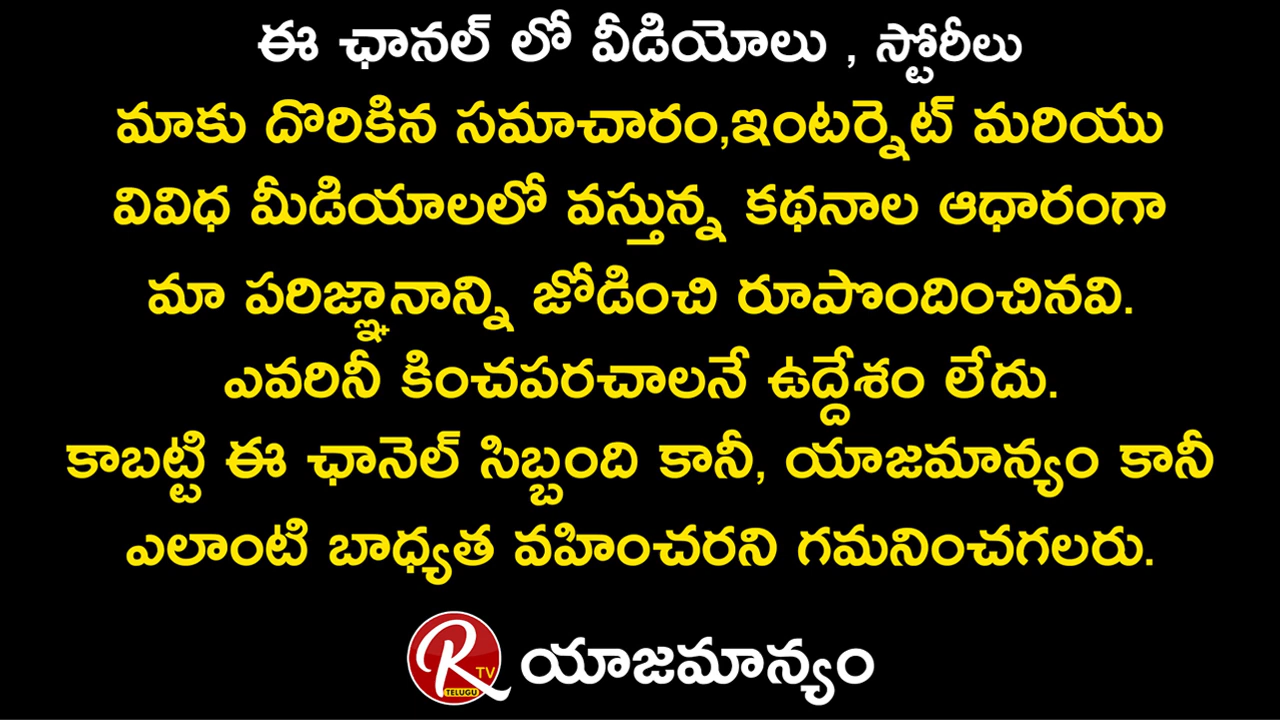 ఈ ఛానల్ లో వీడియోలు , స్టోరీలు
మాకు దొరికిన సమాచారం,ఇంటర్నెట్ మరియు
వివిధ మీడియాలలో వస్తున్న కథనాల ఆధారంగా
మా పరిజ్ఞానాన్ని జోడించి రూపొందించినవి.
ఎవరినీ కించపరచాలనే ఉద్దేశం లేదు.
కాబట్టి ఈ ఛానెల్ సిబ్బంది కానీ, యాజమాన్యం కానీ
ఎలాంటి బాధ్యత వహించరని గమనించగలరు.
R TV TELUGU యాజమాన్యం